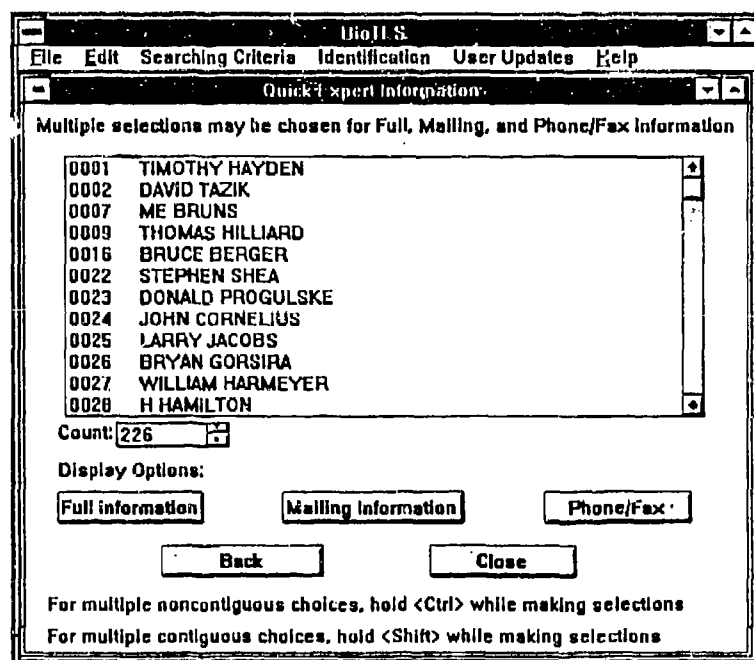 BioTES
File Edit Searching Criteria Identification User Updates Help
Quick Expert Information
Multiple selections may be chosen for Full, Mailing, and Phone/Fax Information
0001 TIMOTHY HAYDEN
0002 DAVID TAZIK
0007 ME BRUNS
0009 THOMAS HILLIARD
0016 BRUCE BERGER
0022 STEPHEN SHEA
0023 DONALD PROGULSKE
0024 JOHN CORNELIUS
0025 LARRY JACOBS
0026 BRYAN GORSIRA
0027 WILLIAM HARMEYER
0028 H HAMILTON
Count: 226
Display Options:
Full information Mailing Information Phone/Fax
Back Close
For multiple noncontiguous choices, hold <Ctrl> while making selections
For multiple contiguous choices, hold <Shift> while making selections